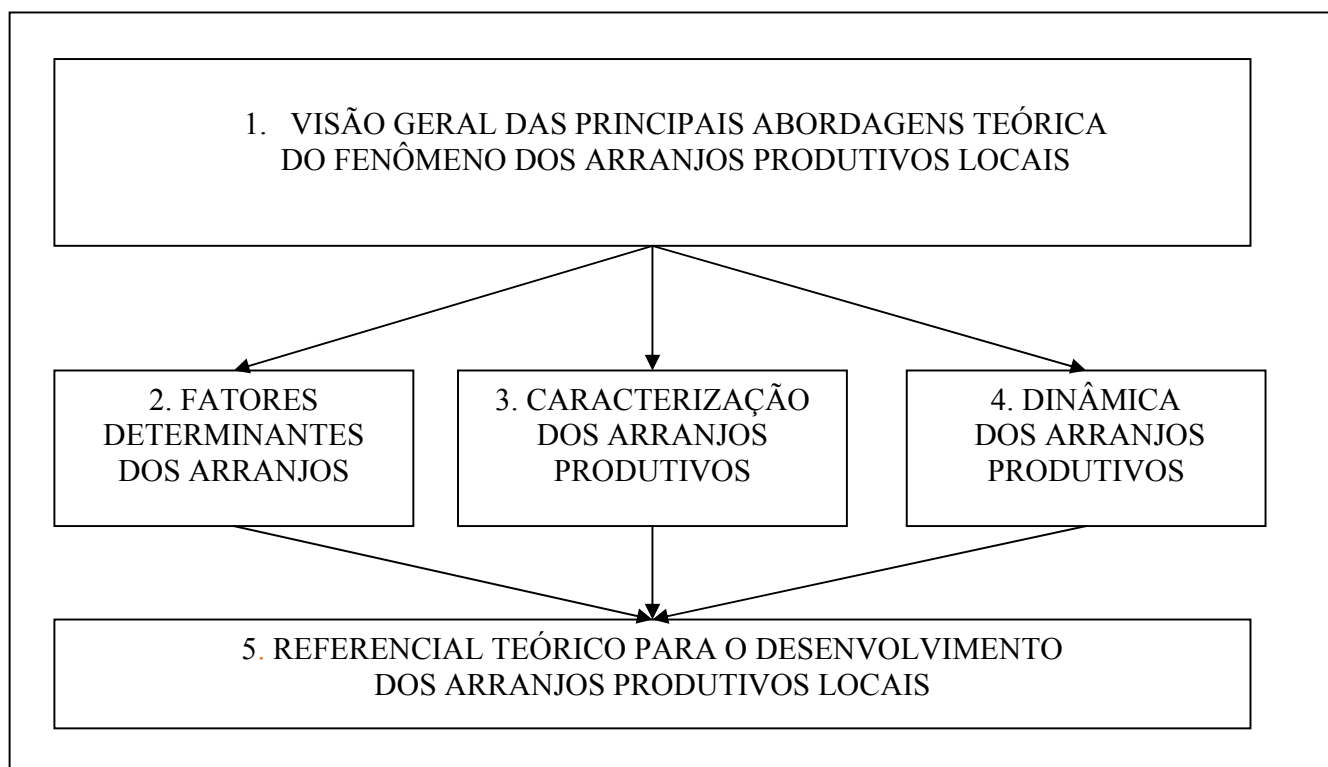 1. VISÃO GERAL DAS PRINCIPAIS ABORDAGENS TEÓRICA
DO FENÔMENO DOS ARRANJOS PRODUTIVOS LOCAIS
2. FATORES
DETERMINANTES
DOS ARRANJOS
3. CARACTERIZAÇÃO
DOS ARRANJOS
PRODUTIVOS
4. DINÂMICA
DOS ARRANJOS
PRODUTIVOS
5. REFERENCIAL TEÓRICO PARA O DESENVOLVIMENTO
DOS ARRANJOS PRODUTIVOS LOCAIS